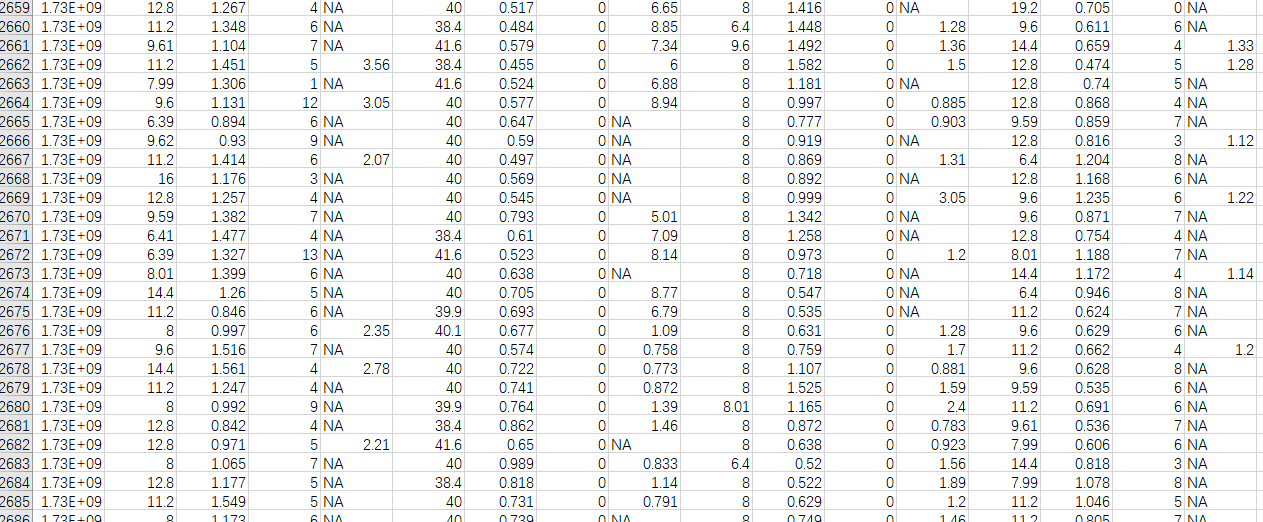 2659 1.73E+09 12.8 1.267 4 NA 40 0.517 0 6.65 8 1.416 0 NA 19.2 0.705 0 NA
2660 1.73E+09 11.2 1.348 6 NA 38.4 0.484 0 8.85 6.4 1.448 0 1.28 9.6 0.611 6 NA
2661 1.73E+09 9.61 1.104 7 NA 41.6 0.579 0 7.34 9.6 1.492 0 1.36 14.4 0.659 4 1.33
2662 1.73E+09 11.2 1.451 5 3.56 38.4 0.455 0 6 8 1.582 0 1.5 12.8 0.474 5 1.28
2663 1.73E+09 7.99 1.306 1 NA 41.6 0.524 0 6.88 8 1.181 0 NA 12.8 0.74 5 NA
2664 1.73E+09 9.6 1.131 12 3.05 40 0.577 0 8.94 8 0.997 0 0.885 12.8 0.868 4 NA
2665 1.73E+09 6.39 0.894 6 NA 40 0.647 0 NA 8 0.777 0 0.903 9.59 0.859 7 NA
2666 1.73E+09 9.62 0.93 9 NA 40 0.59 0 NA 8 0.919 0 NA 12.8 0.816 3 1.12
2667 1.73E+09 11.2 1.414 6 2.07 40 0.497 0 NA 8 0.869 0 1.31 6.4 1.204 8 NA
2668 1.73E+09 16 1.176 3 NA 40 0.569 0 NA 8 0.892 0 NA 12.8 1.168 6 NA
2669 1.73E+09 12.8 1.257 4 NA 40 0.545 0 NA 8 0.999 0 3.05 9.6 1.235 6 1.22
2670 1.73E+09 9.59 1.382 7 NA 40 0.793 0 5.01 8 1.342 0 NA 9.6 0.871 7 NA
2671 1.73E+09 6.41 1.477 4 NA 38.4 0.61 0 7.09 8 1.258 0 NA 12.8 0.754 4 NA
2672 1.73E+09 6.39 1.327 13 NA 41.6 0.523 0 8.14 8 0.973 0 1.2 8.01 1.188 7 NA
2673 1.73E+09 8.01 1.399 6 NA 40 0.638 0 NA 8 0.718 0 NA 14.4 1.172 4 1.14
2674 1.73E+09 14.4 1.26 5 NA 40 0.705 0 8.77 8 0.547 0 NA 6.4 0.946 8 NA
2675 1.73E+09 11.2 0.846 6 NA 39.9 0.693 0 6.79 8 0.535 0 NA 11.2 0.624 7 NA
2676 1.73E+09 8 0.997 6 2.35 40.1 0.677 0 1.09 8 0.631 0 1.28 9.6 0.629 6 NA
2677 1.73E+09 9.6 1.516 7 NA 40 0.574 0 0.758 8 0.759 0 1.7 11.2 0.662 4 1.2
2678 1.73E+09 14.4 1.561 4 2.78 40 0.722 0 0.773 8 1.107 0 0.881 9.6 0.628 8 NA
2679 1.73E+09 11.2 1.247 4 NA 40 0.741 0 0.872 8 1.525 0 1.59 9.59 0.535 6 NA
2680 1.73E+09 8 0.992 9 NA 39.9 0.764 0 1.39 8.01 1.165 0 2.4 11.2 0.691 6 NA
2681 1.73E+09 12.8 0.842 4 NA 38.4 0.862 0 1.46 8 0.872 0 0.783 9.61 0.536 7 NA
2682 1.73E+09 12.8 0.971 5 2.21 41.6 0.65 0 NA 8 0.638 0 0.923 7.99 0.606 6 NA
2683 1.73E+09 8 1.065 7 NA 40 0.989 0 0.833 6.4 0.52 0 1.56 14.4 0.818 3 NA
2684 1.73E+09 12.8 1.177 5 NA 38.4 0.818 0 1.14 8 0.522 0 1.89 7.99 1.078 8 NA
2685 1.73E+09 11.2 1.549 5 NA 40 0.731 0 0.791 8 0.629 0 1.2 11.2 1.046 5 NA
2686 1.73E+09 8 1.173 6 NA 40 0.739 0 NA 8 0.749 0 1.46 11.2 0.805 7 NA